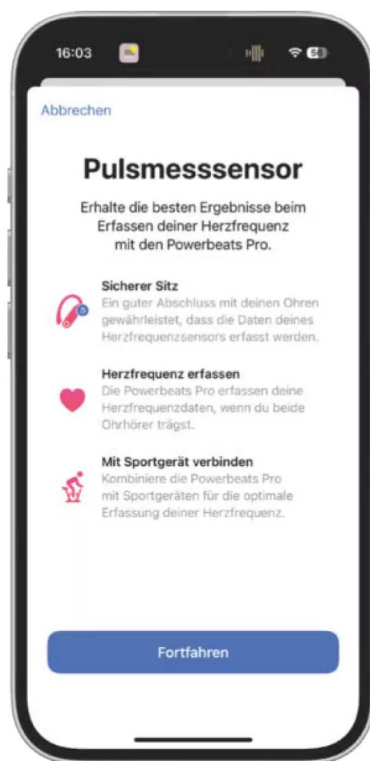 16:03
Abbrechen
Pulsmesssensor
Erhalte die besten Ergebnisse beim
Erfassen deiner Herzfrequenz
mit den Powerbeats Pro.
Sicherer Sitz
Ein guter Abschluss mit deinen Ohren
gewährleistet, dass die Daten deines
Herzfrequenzsensors erfasst werden.
Herzfrequenz erfassen
Die Powerbeats Pro erfassen deine
Herzfrequenzdaten, wenn du beide
Ohrhörer trägst.
Mit Sportgerät verbinden
Kombiniere die Powerbeats Pro
mit Sportgeräten für die optimale
Erfassung deiner Herzfrequenz.
Fortfahren